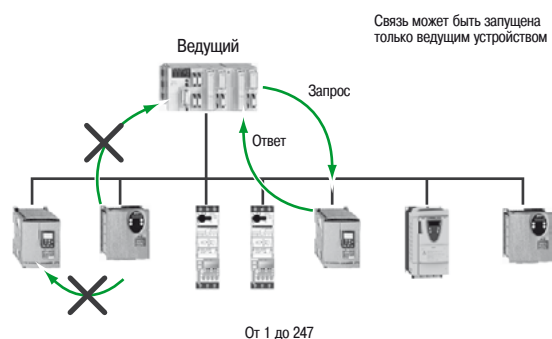 Связь может быть запущена
только ведущим устройством
Ведущий
Запрос
Ответ
От 1 до 247